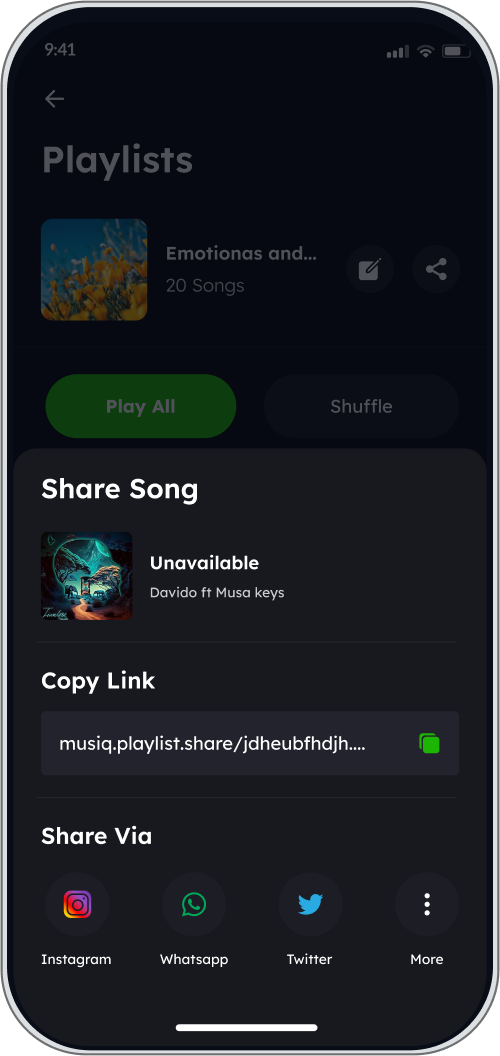 9:41
Playlists
Emotionas and...
20 Songs
Play All
Shuffle
Share Song
Unavailable
Davido ft Musa keys
Copy Link
musiq.playlist.share/jdheubfhdjh....
Share Via
Instagram
Whatsapp
Twitter
More